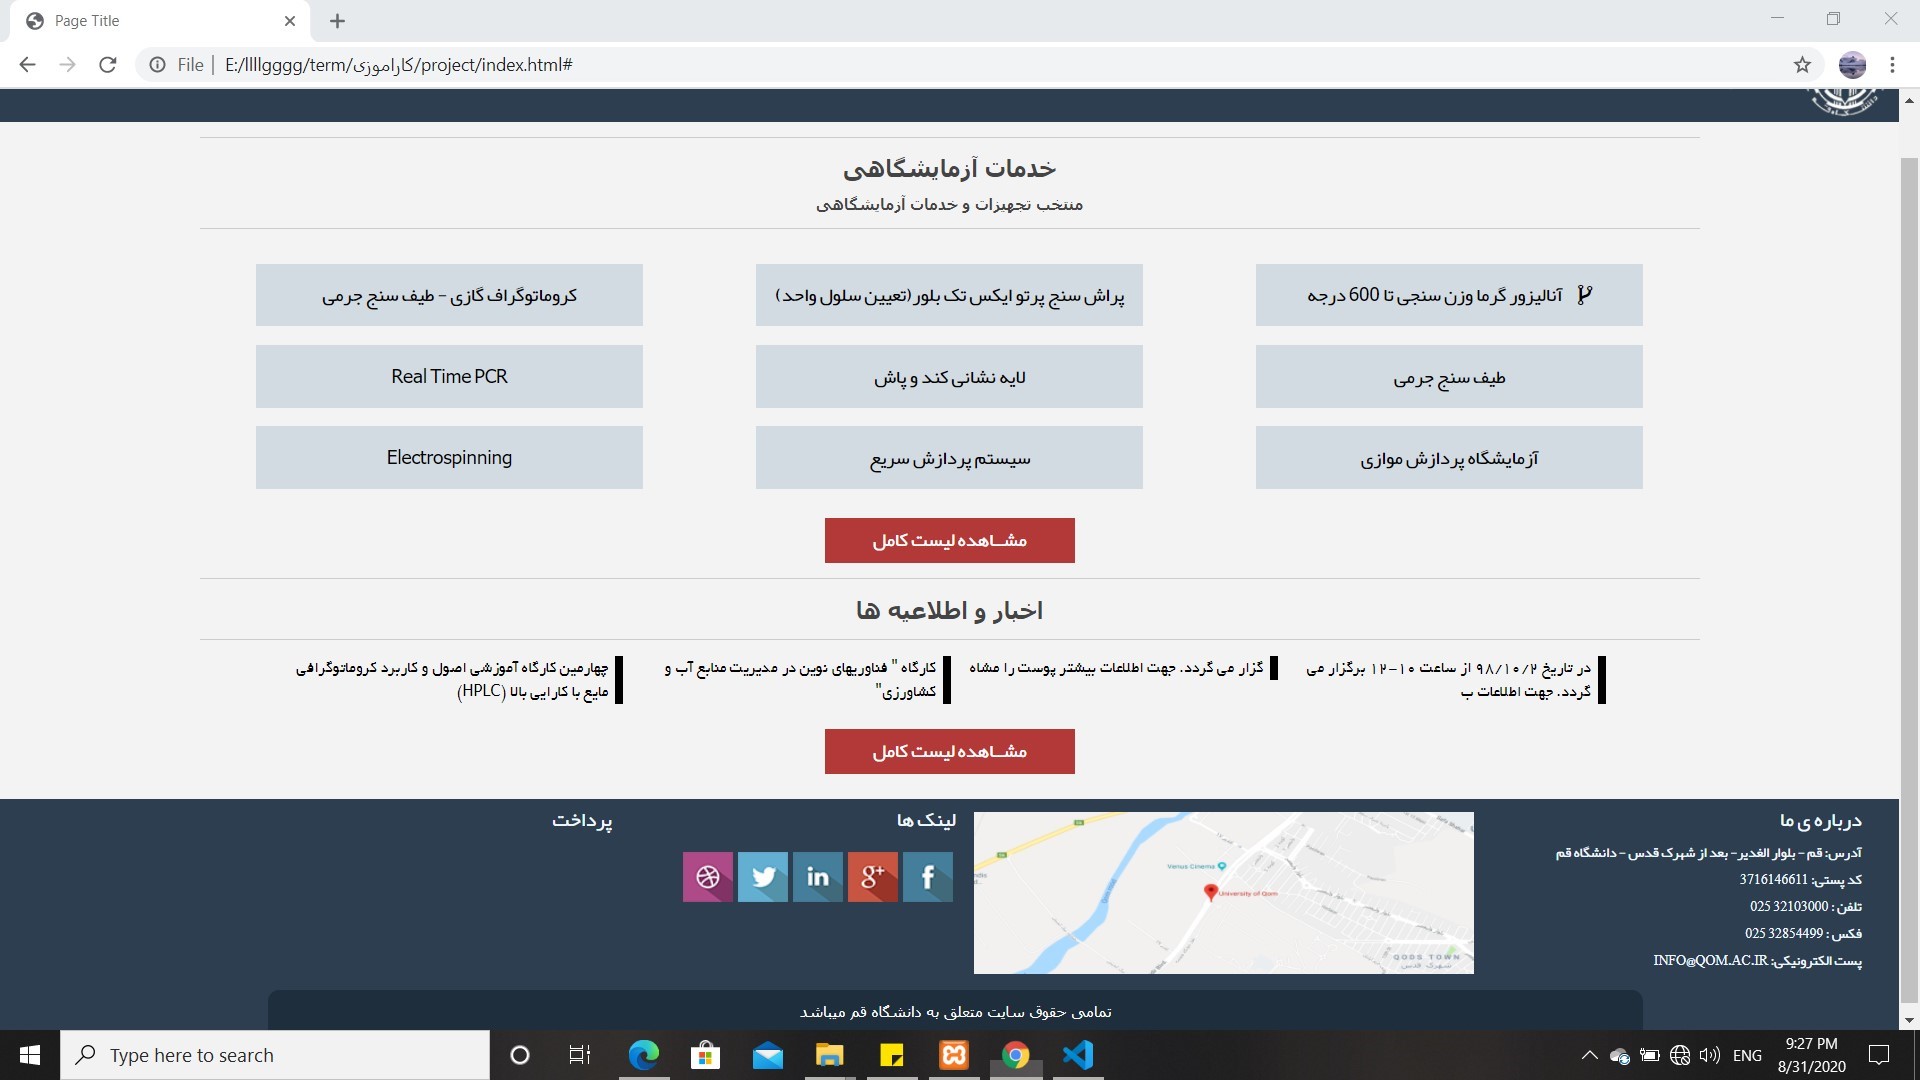 Page Title
File
E:/llllgggg/term/کاراموزی/project/index.html#
خدمات آزمایشگاهی
منتخب تجهیزات و خدمات آزمایشگاهی
آنالیزور گرما وزن سنجی تا 600 درجه
پراش سنج پرتو ایکس تک بلور(تعیین سلول واحد)
کروماتوگراف گازی - طیف سنج جرمی
طیف سنج جرمی
لایه نشانی کند و پاش
Real Time PCR
آزمایشگاه پردازش موازی
سیستم پردازش سریع
Electrospinning
مشــاهده لیست کامل
اخبار و اطلاعیه ها
در تاریخ ۹۸/۱۰/۲ از ساعت ۱۰-۱۲ برگزار می
گردد. جهت اطلاعات ب
گزار می گردد. جهت اطلاعات بیشتر پوست را مشاه
کارگاه " فناوریهای نوین در مدیریت منابع آب و
کشاورزی"
چهارمین کارگاه آموزشی اصول و کاربرد کروماتوگرافی
مایع با کارایی بالا (HPLC)
مشــاهده لیست کامل
درباره ی ما
آدرس: قم - بلوار الغدیر- بعد از شهرک قدس - دانشگاه قم
کد پستی: 3716146611
تلفن : 32103000 025
فکس : 32854499 025
پست الکترونیکی: INFO@QOM.AC.IR
Venus Cinema
University of Qom
QODS TOWN
شهرک قدس
لینک ها
پرداخت
تمامی حقوق سایت متعلق به دانشگاه قم میباشد
Type here to search
ENG
9:27 PM
8/31/2020